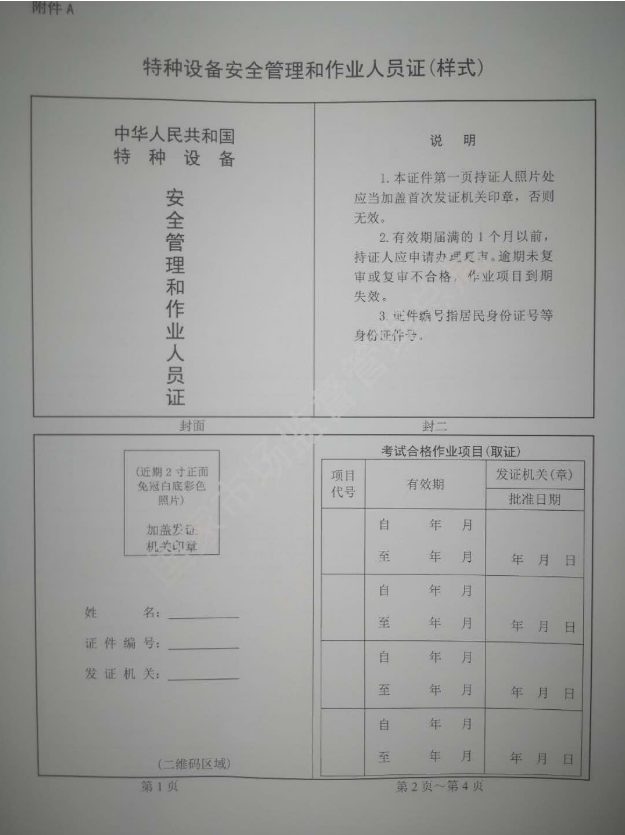 附件 A
特种设备安全管理和作业人员证(样式)
中华人民共和国
特种设备
安全管理和作业人员证
封面
说 明
1. 本证件第一页持证人照片处
应当加盖首次发证机关印章，否则
无效。
2. 有效期届满的 1 个月以前，
持证人应申请办理复审。逾期未复
审或复审不合格，作业项目到期
失效。
3. 证件编号指居民身份证号等
身份证件号。
封二
(近期 2 寸正面
免冠白底彩色
照片)
加盖发证
机关印章
姓 名：
证件编号：
发证机关：
(二维码区域)
第 1 页
考试合格作业项目(取证)
项目
代号
有效期
发证机关(章)
批准日期
自 年 月
至 年 月
年 月 日
自 年 月
至 年 月
年 月 日
自 年 月
至 年 月
年 月 日
自 年 月
至 年 月
年 月 日
第 2 页～第 4 页